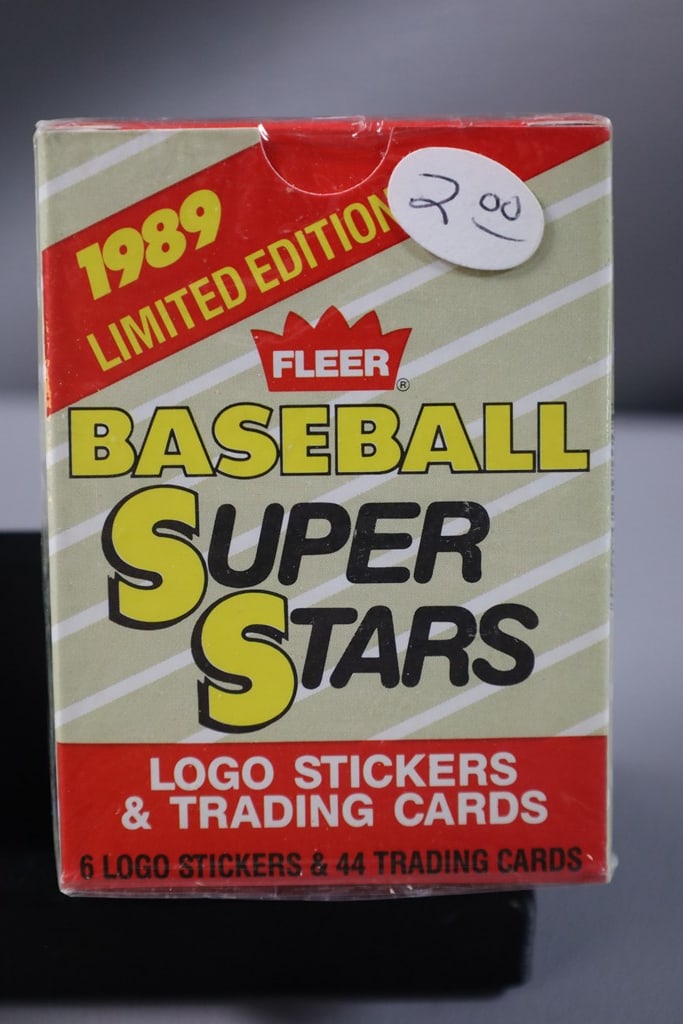 1989
LIMITED EDITION
2 00
FLEER ®
BASEBALL
SUPER
STARS
LOGO STICKERS
& TRADING CARDS
6 LOGO STICKERS & 44 TRADING CARDS